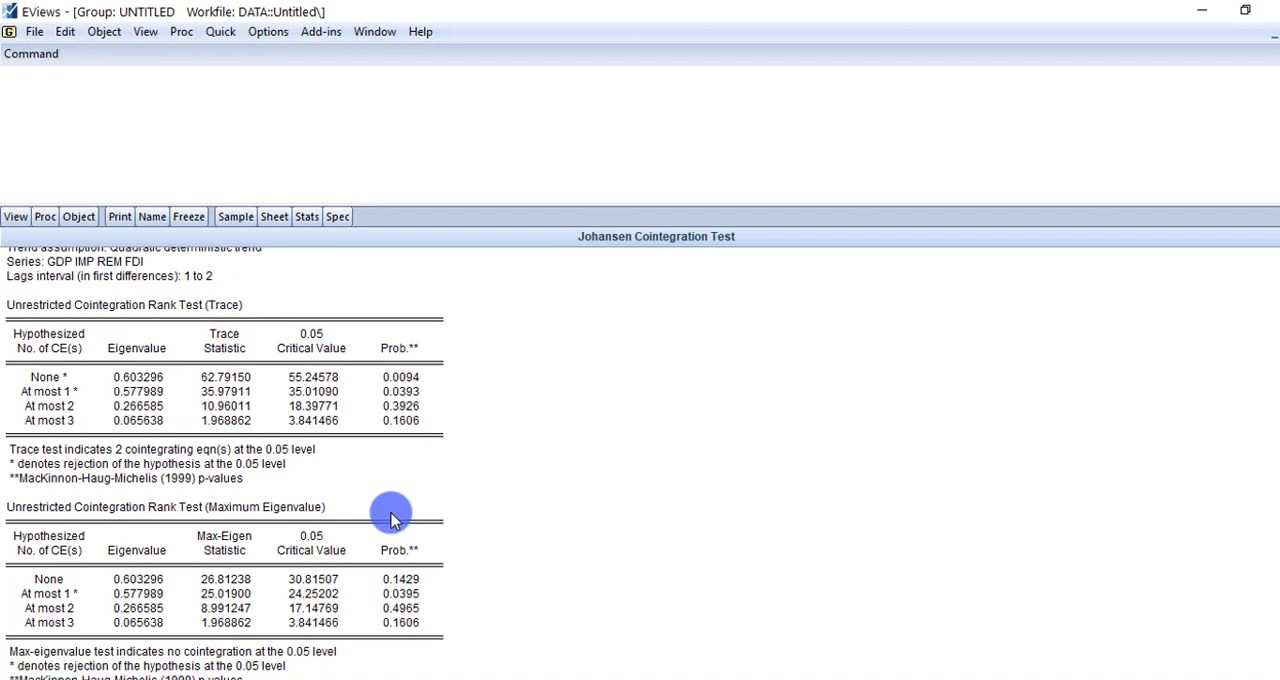 EViews - [Group: UNTITLED Workfile: DATA::Untitled\]
File Edit Object View Proc Quick Options Add-ins Window Help
Command
View Proc Object Print Name Freeze Sample Sheet Stats Spec
Johansen Cointegration Test
Trend assumption: Quadratic deterministic trend
Series: GDP IMP REM FDI
Lags interval (in first differences): 1 to 2
Unrestricted Cointegration Rank Test (Trace)
Hypothesized Trace 0.05
No. of CE(s) Eigenvalue Statistic Critical Value Prob.**
None * 0.603296 62.79150 55.24578 0.0094
At most 1 * 0.577989 35.97911 35.01090 0.0393
At most 2 0.266585 10.96011 18.39771 0.3926
At most 3 0.065638 1.968862 3.841466 0.1606
Trace test indicates 2 cointegrating eqn(s) at the 0.05 level
* denotes rejection of the hypothesis at the 0.05 level
**MacKinnon-Haug-Michelis (1999) p-values
Unrestricted Cointegration Rank Test (Maximum Eigenvalue)
Hypothesized Max-Eigen 0.05
No. of CE(s) Eigenvalue Statistic Critical Value Prob.**
None 0.603296 26.81238 30.81507 0.1429
At most 1 * 0.577989 25.01900 24.25202 0.0395
At most 2 0.266585 8.991247 17.14769 0.4965
At most 3 0.065638 1.968862 3.841466 0.1606
Max-eigenvalue test indicates no cointegration at the 0.05 level
* denotes rejection of the hypothesis at the 0.05 level
**MacKinnon-Haug-Michelis (1999) p-values